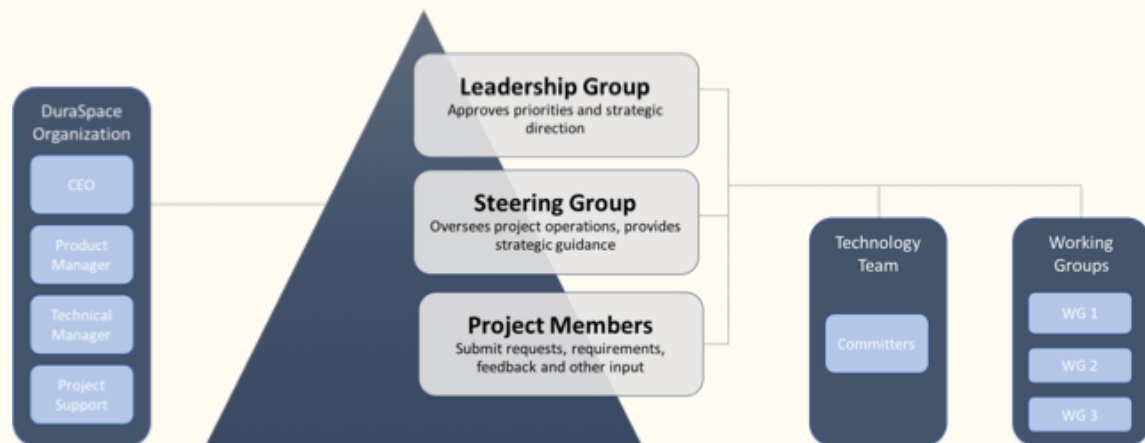 DuraSpace
Organization
CEO
Product
Manager
Technical
Manager
Project
Support
Leadership Group
Approves priorities and strategic
direction
Steering Group
Oversees project operations, provides
strategic guidance
Project Members
Submit requests, requirements,
feedback and other input
Technology
Team
Committers
Working
Groups
WG 1
WG 2
WG 3